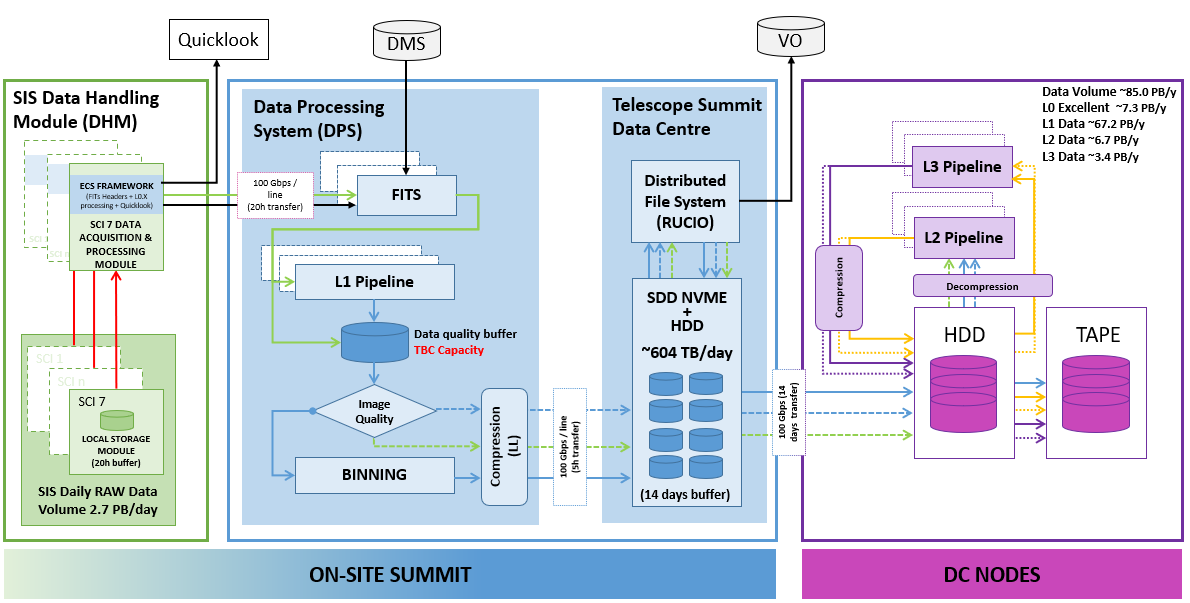 Quicklook
DMS
VO
SIS Data Handling
Module (DHM)
ECS FRAMEWORK
(FITs Headers + L0.X
processing + Quicklook)
SCI 7 DATA
ACQUISITION &
PROCESSING
MODULE
SCI 1
SCI n
SCI 7
LOCAL STORAGE
MODULE
(20h buffer)
SIS Daily RAW Data
Volume 2.7 PB/day
100 Gbps /
line
(20h transfer)
Data Processing
System (DPS)
FITS
L1 Pipeline
Data quality buffer
TBC Capacity
Image
Quality
BINNING
Compression
(LL)
100 Gbps / line
(5h transfer)
Telescope Summit
Data Centre
Distributed
File System
(RUCIO)
SDD NVME
+
HDD
~604 TB/day
(14 days buffer)
100 Gbps (14
days transfer)
Data Volume ~85.0 PB/y
L0 Excellent ~7.3 PB/y
L1 Data ~67.2 PB/y
L2 Data ~6.7 PB/y
L3 Data ~3.4 PB/y
L3 Pipeline
L2 Pipeline
Compression
Decompression
HDD
TAPE
ON-SITE SUMMIT
DC NODES